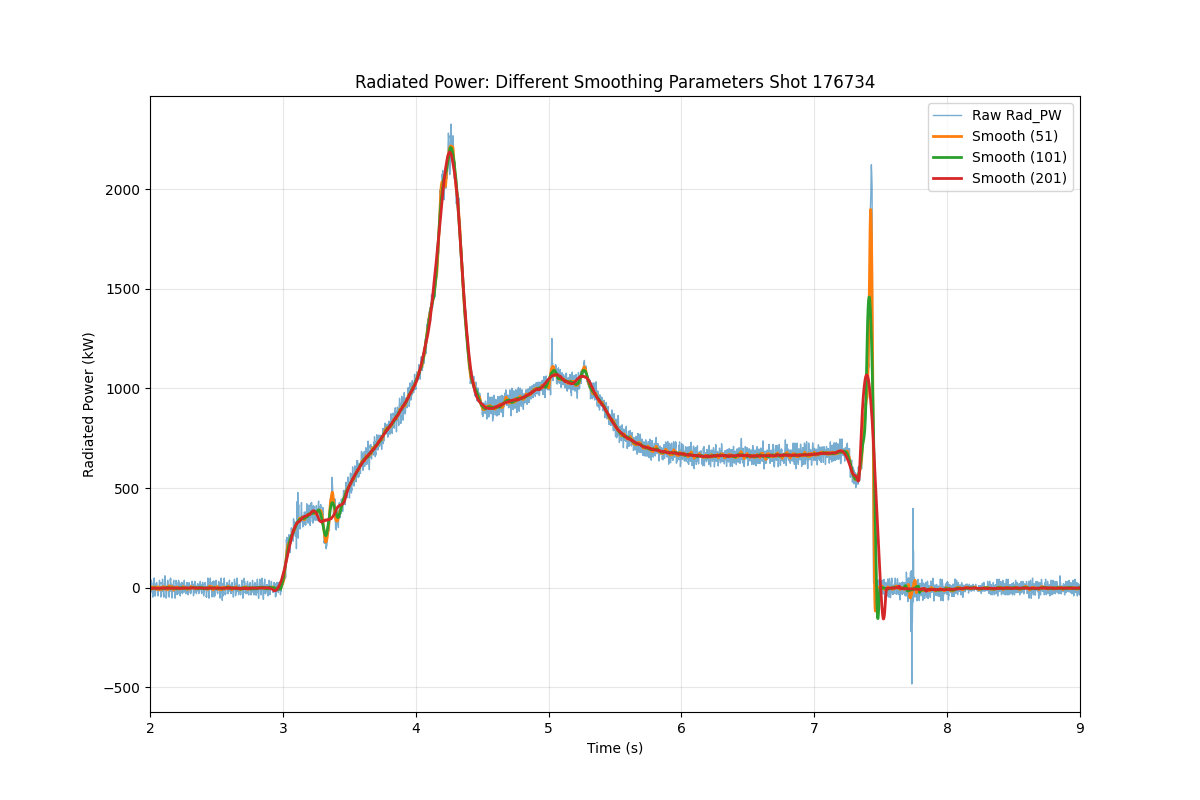 Radiated Power: Different Smoothing Parameters Shot 176734
Raw Rad_PW
Smooth (51)
Smooth (101)
Smooth (201)
Radiated Power (kW)
2000
1500
1000
500
0
−500
2 3 4 5 6 7 8 9
Time (s)